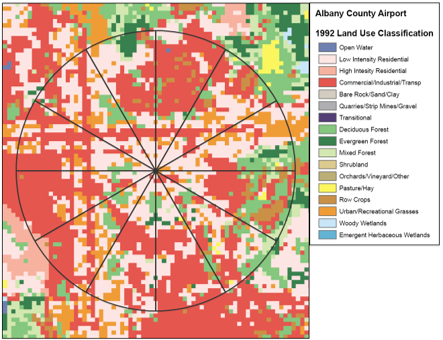 Albany County Airport
1992 Land Use Classification
Open Water
Low Intensity Residential
High Intesity Residential
Commercial/Industrial/Transp
Bare Rock/Sand/Clay
Quarries/Strip Mines/Gravel
Transitional
Deciduous Forest
Evergreen Forest
Mixed Forest
Shrubland
Orchards/Vineyard/Other
Pasture/Hay
Row Crops
Urban/Recreational Grasses
Woody Wetlands
Emergent Herbaceous Wetlands